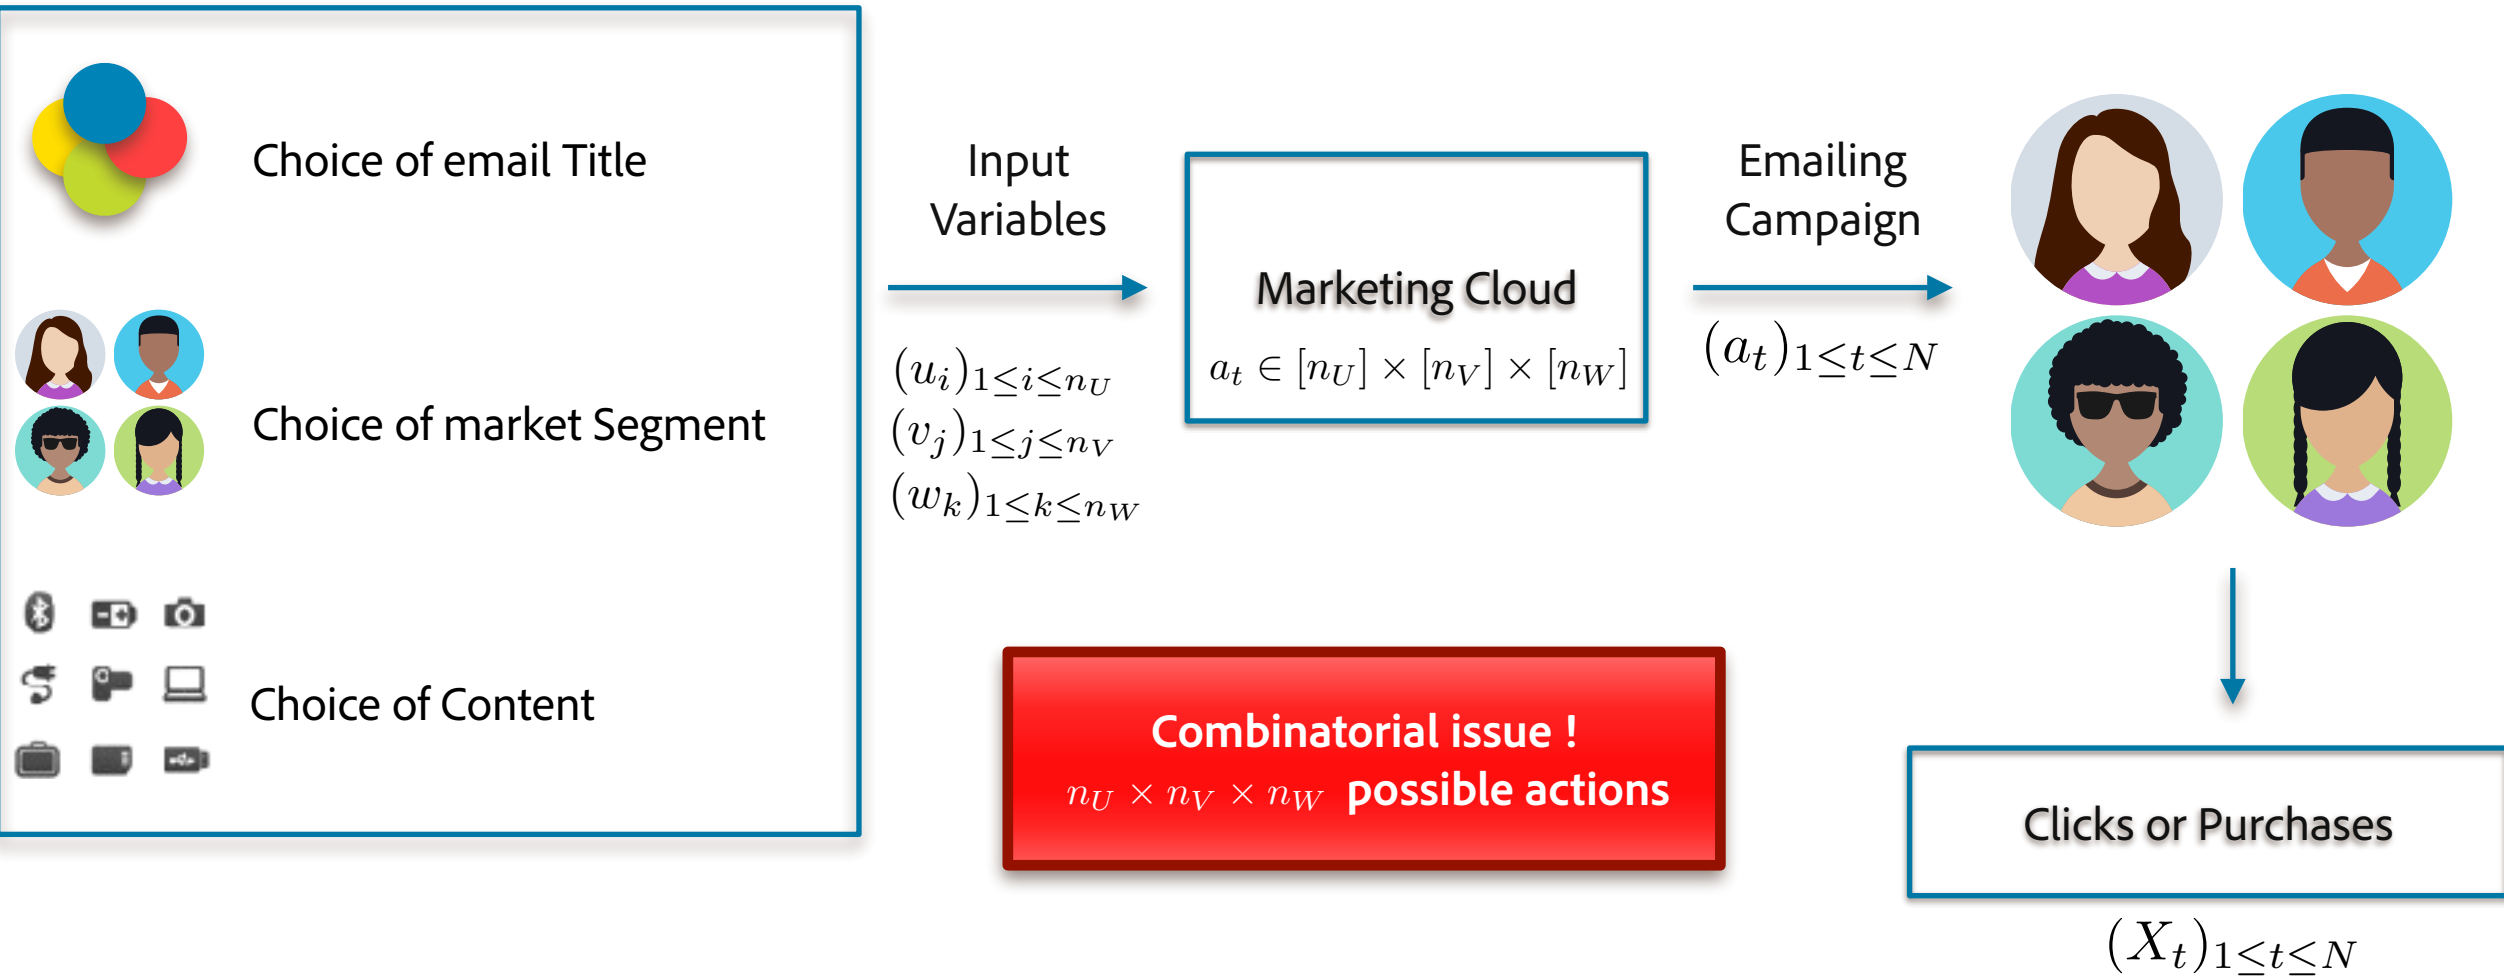 Choice of email Title
Choice of market Segment
Choice of Content
Input
Variables
(u_i)_{1≤i≤n_U}
(v_j)_{1≤j≤n_V}
(w_k)_{1≤k≤n_W}
Marketing Cloud
a_t ∈ [n_U] × [n_V] × [n_W]
Emailing
Campaign
(a_t)_{1≤t≤N}
Combinatorial issue !
n_U × n_V × n_W possible actions
Clicks or Purchases
(X_t)_{1≤t≤N}